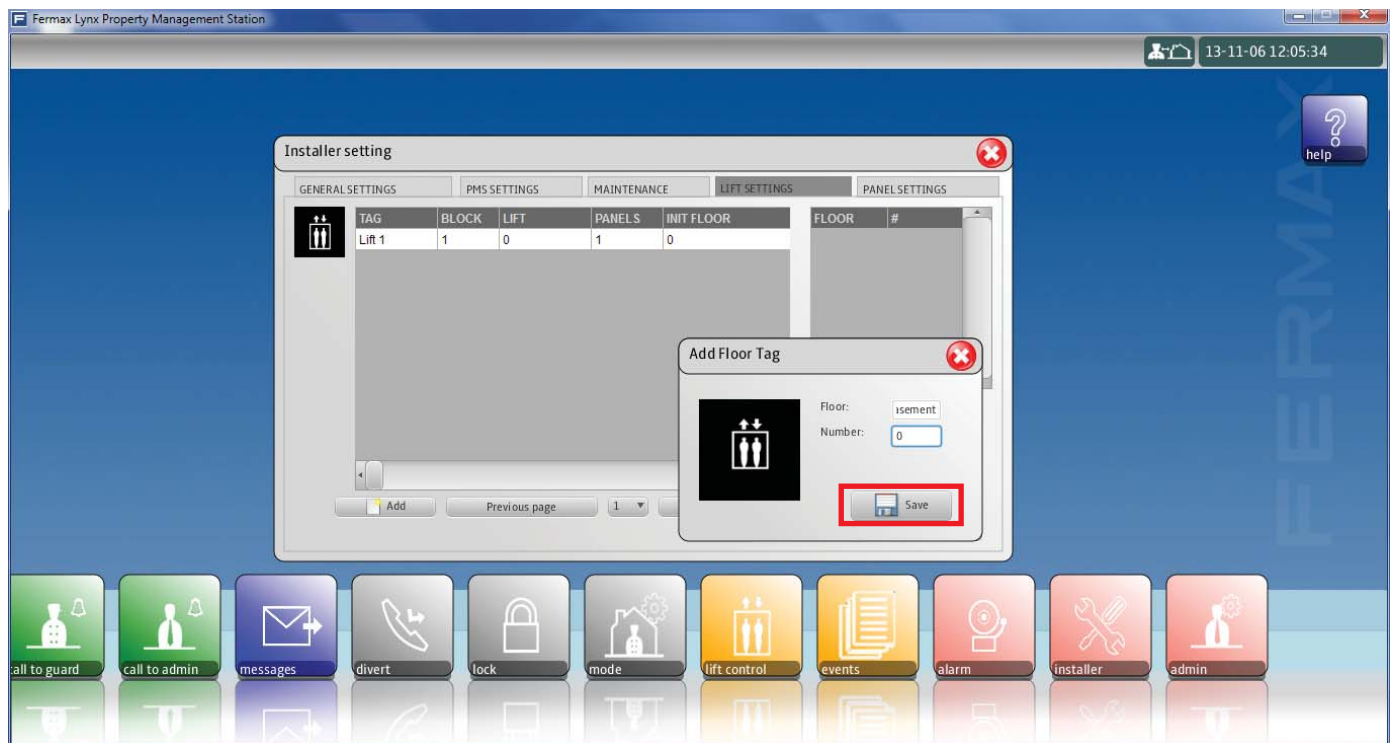 Fermax Lynx Property Management Station
13-11-06 12:05:34
help
Installer setting
GENERAL SETTINGS PMS SETTINGS MAINTENANCE LIFT SETTINGS PANEL SETTINGS
TAG BLOCK LIFT PANELS INIT FLOOR FLOOR #
Lift 1 1 0 1 0
Add Floor Tag
Floor: ısement
Number: 0
Save
Add Previous page 1
FERMAX
call to guard call to admin messages divert lock mode lift control events alarm installer admin